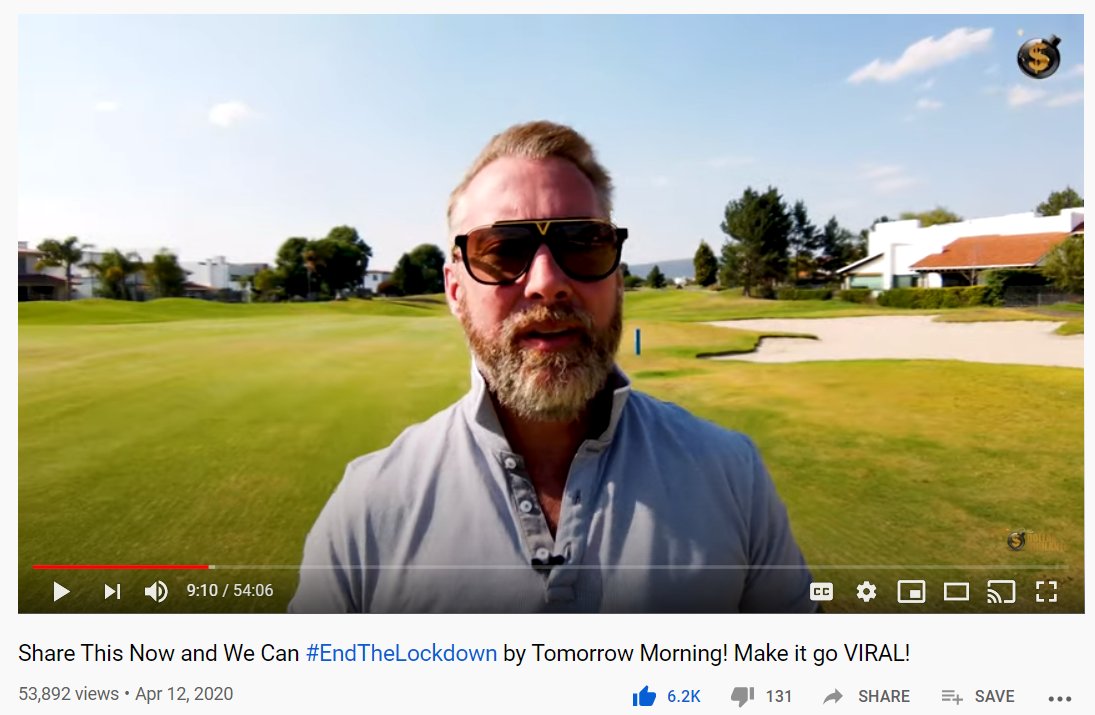 $
$
9:10 / 54:06
CC
Share This Now and We Can #EndTheLockdown by Tomorrow Morning! Make it go VIRAL!
53,892 views • Apr 12, 2020
6.2K
131
SHARE
SAVE